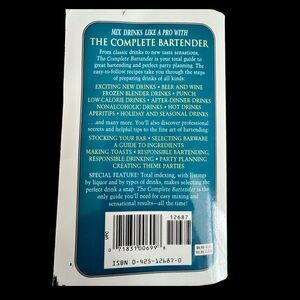 MIX DRINKS LIKE A PRO WITH
THE COMPLETE BARTENDER
From classic drinks to new tastes sensations,
The Complete Bartender is your total guide to
great bartending and perfect party planning. The
easy-to-follow recipes take you through the steps
of preparing drinks of all kinds:
EXCITING NEW DRINKS • BEER AND WINE
FROZEN BLENDER DRINKS • PUNCH
LOW-CALORIE DRINKS • AFTER-DINNER DRINKS
NONALCOHOLIC DRINKS • HOT DRINKS
APERITIFS • HOLIDAY AND SEASONAL DRINKS
. . . and many more. You'll also discover professional
secrets and helpful tips to the fine art of bartending:
STOCKING YOUR BAR • SELECTING BARWARE
A GUIDE TO INGREDIENTS
MAKING TOASTS • RESPONSIBLE BARTENDING,
RESPONSIBLE DRINKING • PARTY PLANNING
CREATING THEME PARTIES
SPECIAL FEATURE! Total indexing, with listings
by liquor and by types of drinks, makes selecting the
perfect drink a snap. The Complete Bartender is the
only guide you'll need for easy mixing and
sensational results—all the time!
12687
UPC
0 71831 00699 8
ISBN 0-425-12687-0